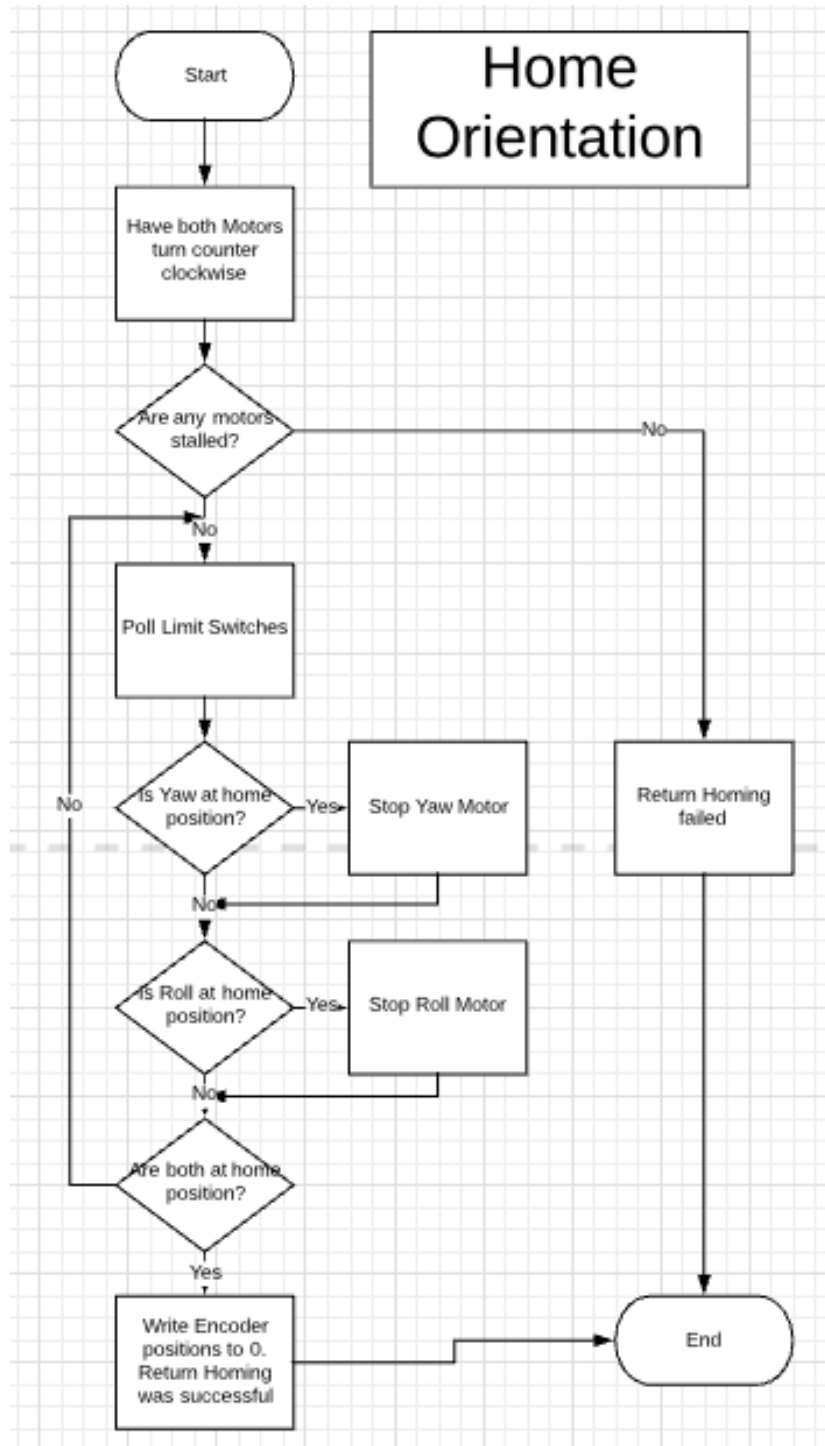 Start
Home
Orientation
Have both Motors
turn counter
clockwise
Are any motors
stalled?
No
No
Poll Limit Switches
Is Yaw at home
position?
Yes
Stop Yaw Motor
Return Homing
failed
No
No
Is Roll at home
position?
Yes
Stop Roll Motor
No
Are both at home
position?
Yes
Write Encoder
positions to 0.
Return Homing
was successful
End